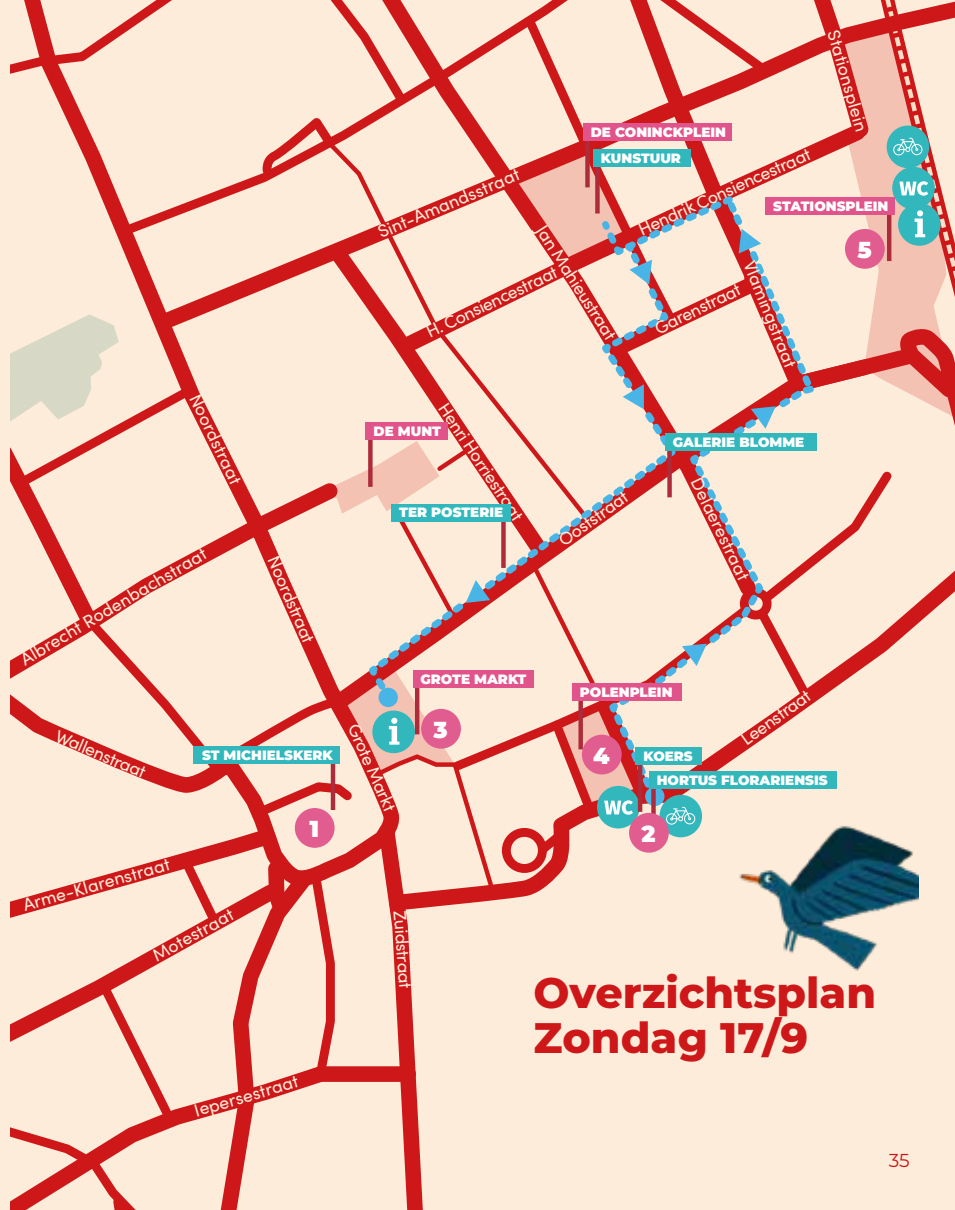 Stationsplein
DE CONINCKPLEIN
KUNSTUUR
WC
Sint-Amandsstraat
Hendrik Consiencestraat
STATIONSPLEIN
i
5
Jan Mahieustraat
H. Consiencestraat
Vlamingstraat
Garenstraat
Noordstraat
Henri Horriestraat
DE MUNT
GALERIE BLOMME
TER POSTERIE
Ooststraat
Delaerestraat
Albrecht Rodenbachstraat
Noordstraat
GROTE MARKT
POLENPLEIN
i
3
Leenstraat
Wallenstraat
ST MICHIELSKERK
Grote Markt
4
KOERS
HORTUS FLORARIENSIS
WC
1
2
Arme-Klarenstraat
Motestraat
Zuidstraat
Overzichtsplan
Zondag 17/9
Iepersestraat
35